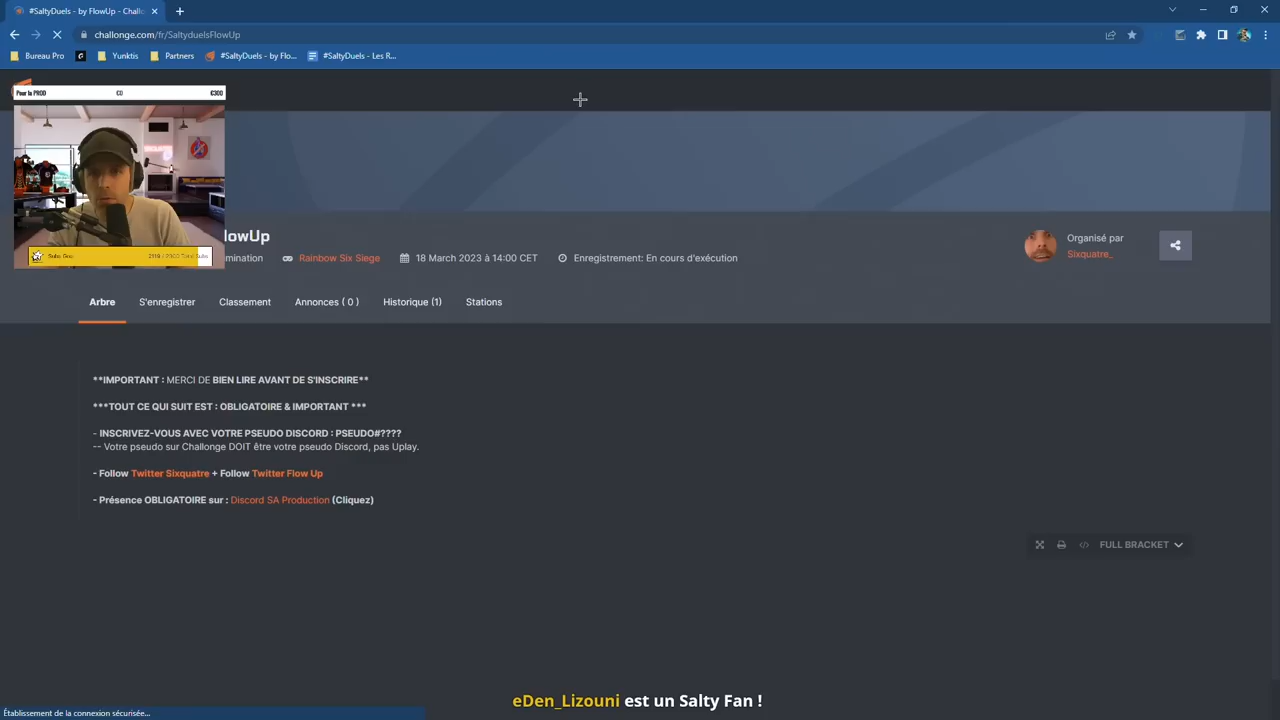 #SaltyDuels - by FlowUp - Challo
challonge.com/fr/SaltyduelsFlowUp
Bureau Pro
Yunktis
Partners
#SaltyDuels - by Flo...
#SaltyDuels - Les R...
Pour la PROD €0 €300
lowUp
mination
Rainbow Six Siege
18 March 2023 à 14:00 CET
Enregistrement: En cours d'exécution
Organisé par
Sixquatre_
Arbre
S'enregistrer
Classement
Annonces ( 0 )
Historique (1)
Stations
**IMPORTANT : MERCI DE BIEN LIRE AVANT DE S'INSCRIRE**
***TOUT CE QUI SUIT EST : OBLIGATOIRE & IMPORTANT ***
- INSCRIVEZ-VOUS AVEC VOTRE PSEUDO DISCORD : PSEUDO#????
-- Votre pseudo sur Challonge DOIT être votre pseudo Discord, pas Uplay.
- Follow Twitter Sixquatre + Follow Twitter Flow Up
- Présence OBLIGATOIRE sur : Discord SA Production (Cliquez)
FULL BRACKET
eDen_Lizouni est un Salty Fan !
Établissement de la connexion sécurisée...